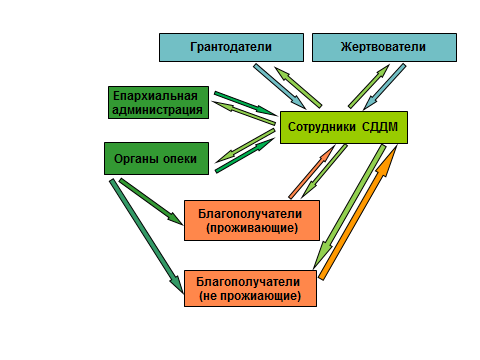 Грантодатели
Жертвователи
Епархиальная
администрация
Сотрудники СДДМ
Органы опеки
Благополучатели
(проживающие)
Благополучатели
(не прожиающие)